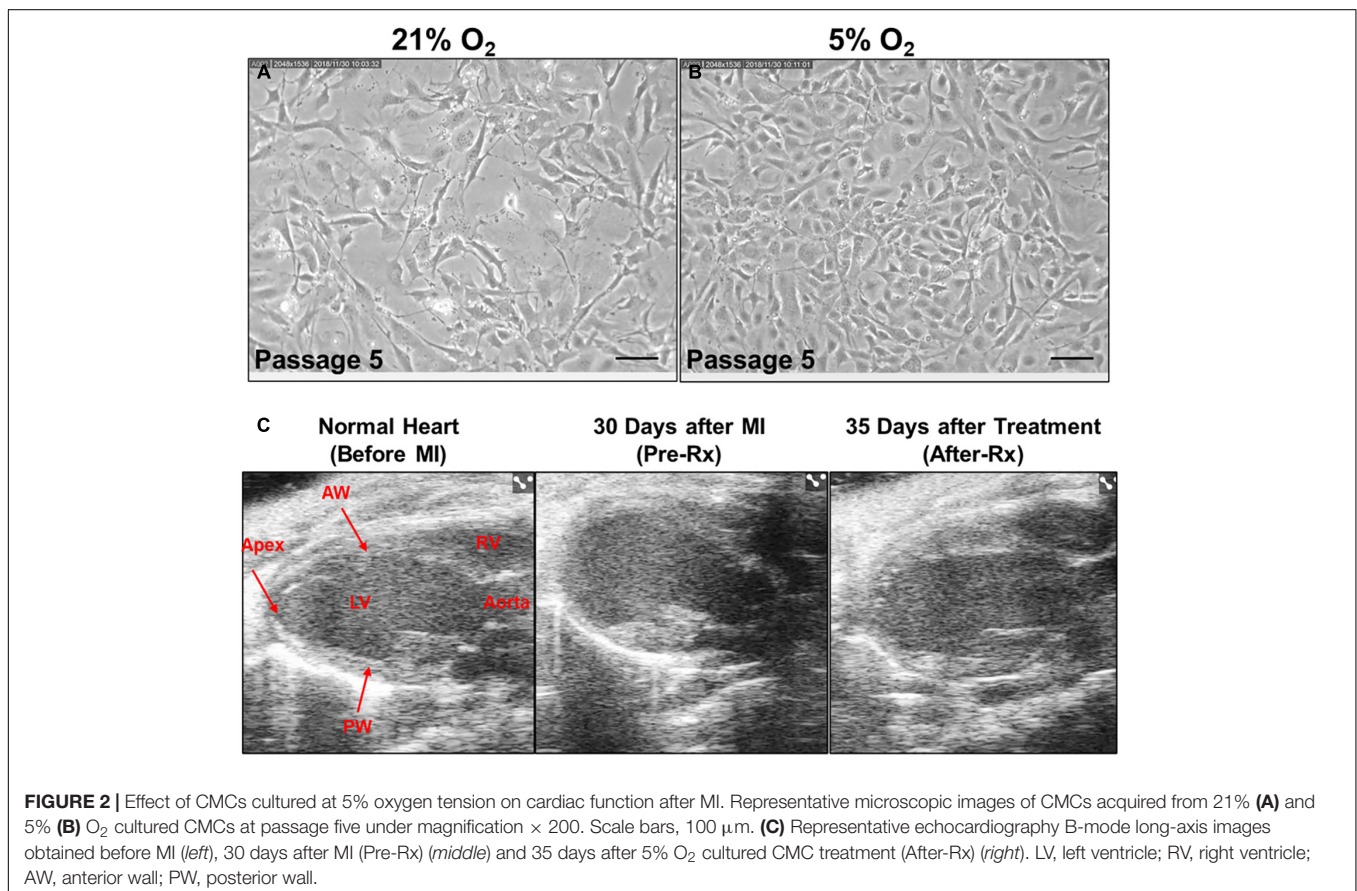 21% O₂
5% O₂
A
2048x1536 2018/11/30 10:03:32
B
2048x1536 2018/11/30 10:11:01
Passage 5
Passage 5
C
Normal Heart
(Before MI)
30 Days after MI
(Pre-Rx)
35 Days after Treatment
(After-Rx)
AW
Apex
RV
LV
Aorta
PW
FIGURE 2 | Effect of CMCs cultured at 5% oxygen tension on cardiac function after MI. Representative microscopic images of CMCs acquired from 21% (A) and
5% (B) O₂ cultured CMCs at passage five under magnification × 200. Scale bars, 100 μm. (C) Representative echocardiography B-mode long-axis images
obtained before MI (left), 30 days after MI (Pre-Rx) (middle) and 35 days after 5% O₂ cultured CMC treatment (After-Rx) (right). LV, left ventricle; RV, right ventricle;
AW, anterior wall; PW, posterior wall.